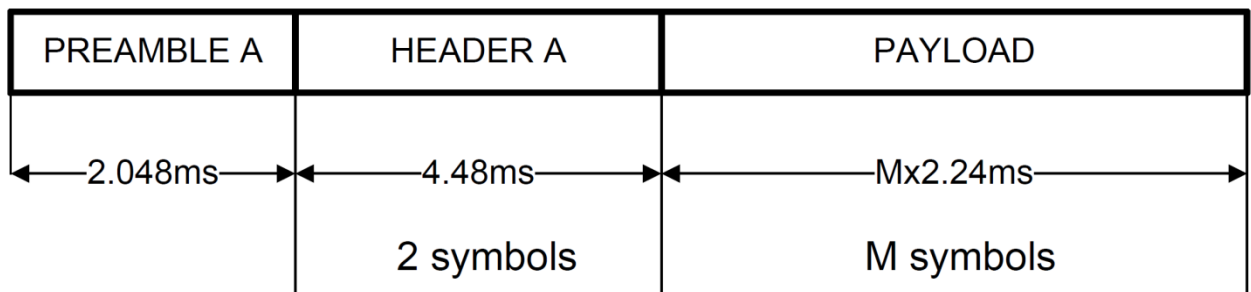 PREAMBLE A HEADER A PAYLOAD
2.048ms 4.48ms Mx2.24ms
2 symbols M symbols